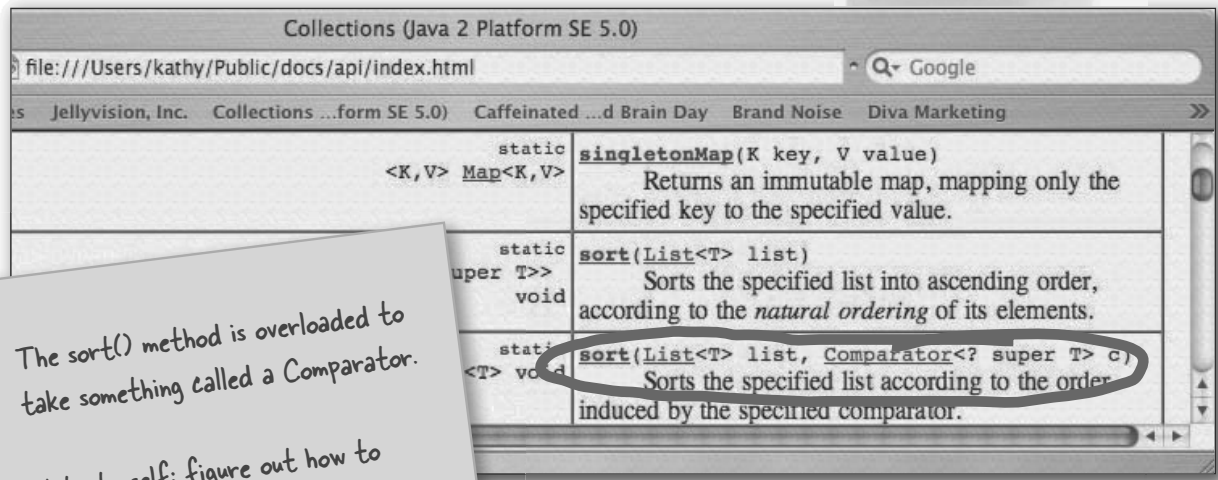 Collections (Java 2 Platform SE 5.0)
file:///Users/kathy/Public/docs/api/index.html
Google
es Jellyvision, Inc. Collections ...form SE 5.0) Caffeinated ...d Brain Day Brand Noise Diva Marketing »
static
<K,V> Map<K,V>
singletonMap(K key, V value)
Returns an immutable map, mapping only the
specified key to the specified value.
static
uper T>>
void
sort(List<T> list)
Sorts the specified list into ascending order,
according to the natural ordering of its elements.
static
<T> void
sort(List<T> list, Comparator<? super T> c)
Sorts the specified list according to the order
induced by the specified comparator.
The sort() method is overloaded to
take something called a Comparator.
self: figure out how to